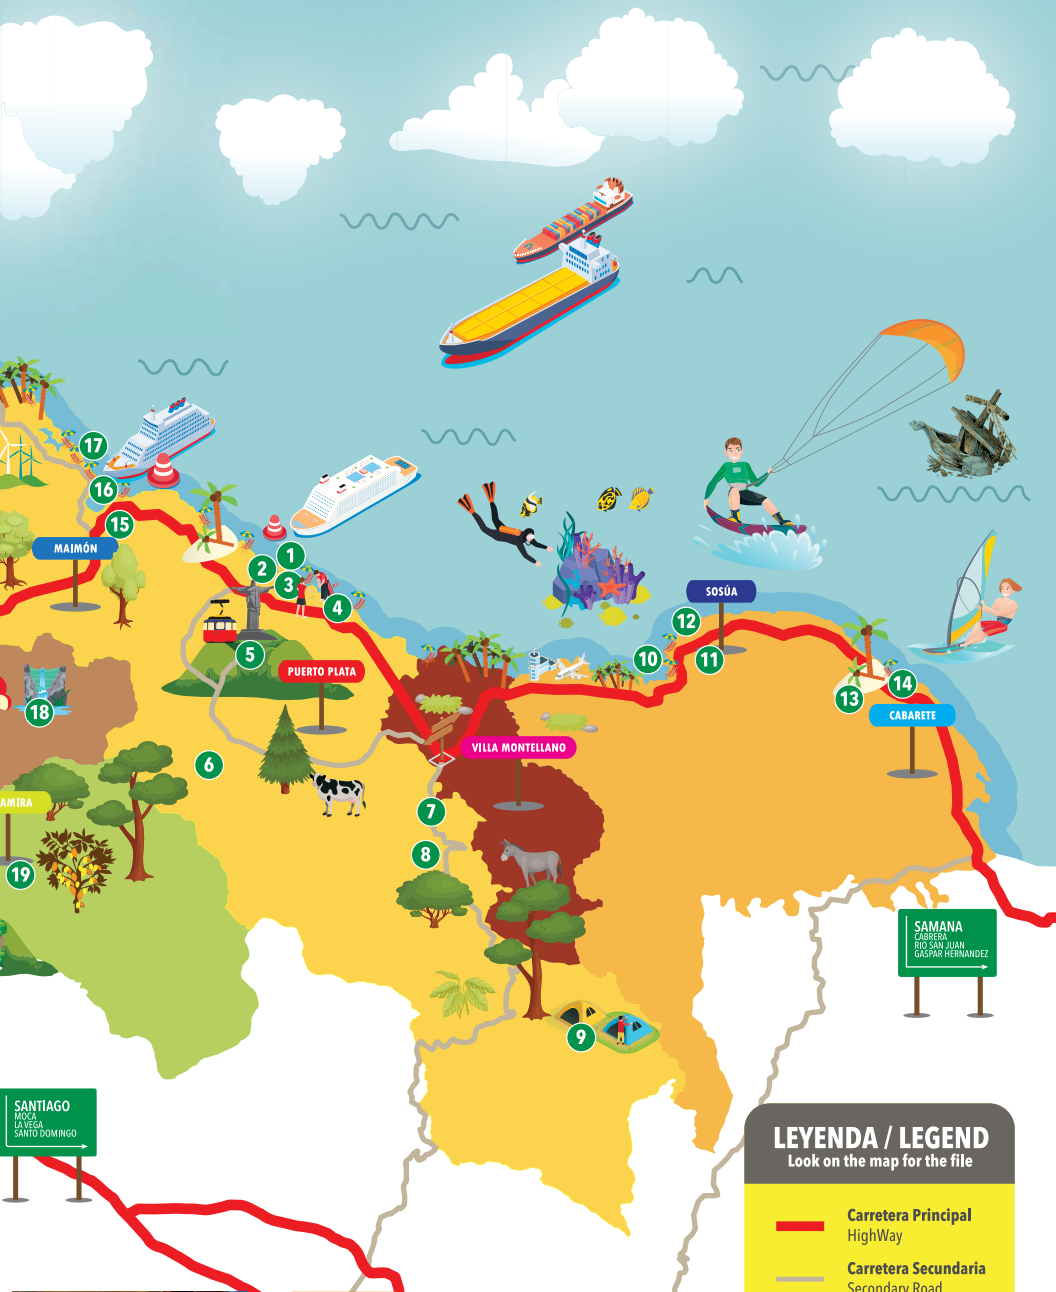 17
16
15
MAIMÓN
1
2
3
4
5
PUERTO PLATA
SOSÚA
12
10
11
14
13
CABARETE
18
6
VILLA MONTELLANO
AMIRA
7
8
19
9
SAMANA
CABRERA
RIO SAN JUAN
GASPAR HERNANDEZ
SANTIAGO
MOCA
LA VEGA
SANTO DOMINGO
LEYENDA / LEGEND
Look on the map for the file
Carretera Principal
HighWay
Carretera Secundaria
Secondary Road